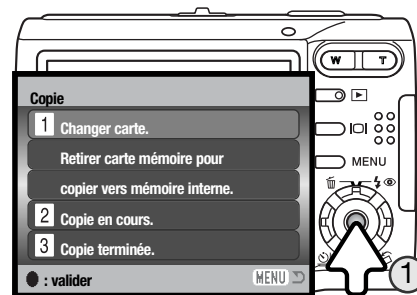 W T
Copie
1 Changer carte.
Retirer carte mémoire pour
copier vers mémoire interne.
MENU
2 Copie en cours.
3 Copie terminée.
: valider
MENU
1